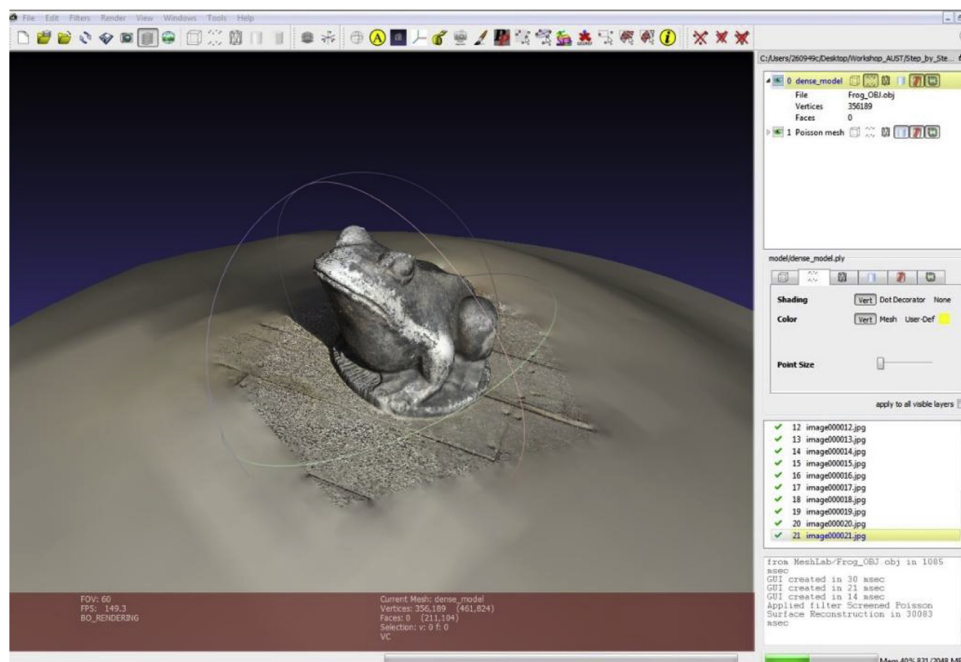 File Edit Filters Render View Windows Tools Help
C:/Users/260949c/Desktop/Workshop_AUST/Step_by_Ste...
0 dense_model
File Frog_OBJ.obj
Vertices 356189
Faces 0
1 Poisson mesh
model/dense_model.ply
Shading Vert Dot Decorator None
Color Vert Mesh User-Def
Point Size
apply to all visible layers
12 image000012.jpg
13 image000013.jpg
14 image000014.jpg
15 image000015.jpg
16 image000016.jpg
17 image000017.jpg
18 image000018.jpg
19 image000019.jpg
20 image000020.jpg
21 image000021.jpg
from MeshLab/Frog_OBJ.obj in 1085
msec
GUI created in 30 msec
GUI created in 21 msec
GUI created in 14 msec
Applied filter Screened Poisson
Surface Reconstruction in 30083
msec
FOV: 60
FPS: 149.3
BO_RENDERING
Current Mesh: dense_model
Vertices: 356,189 (461,824)
Faces: 0 (211,104)
Selection: v: 0 f: 0
VC
Mem 40% 831/2048 MB